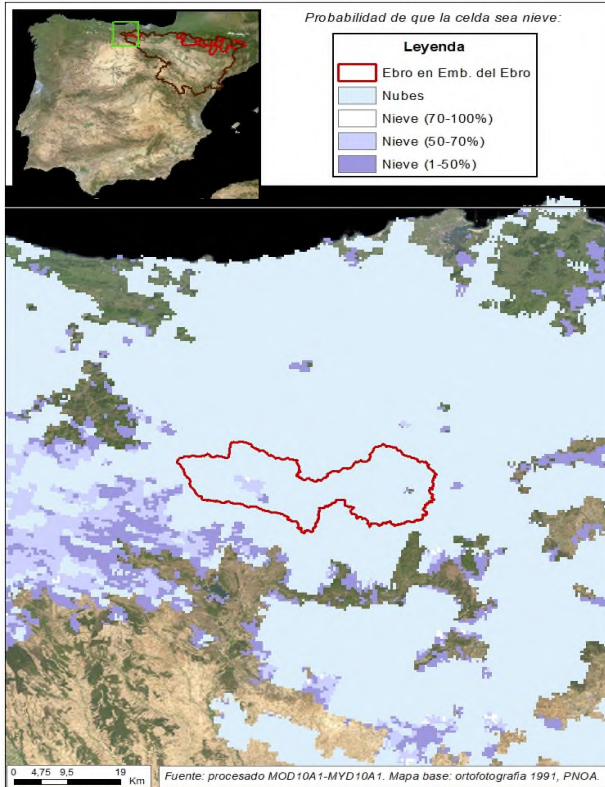 Probabilidad de que la celda sea nieve:
Leyenda
Ebro en Emb. del Ebro
Nubes
Nieve (70-100%)
Nieve (50-70%)
Nieve (1-50%)
0 4,75 9,5 19
Km
Fuente: procesado MOD10A1-MYD10A1. Mapa base: ortofotografía 1991, PNOA.